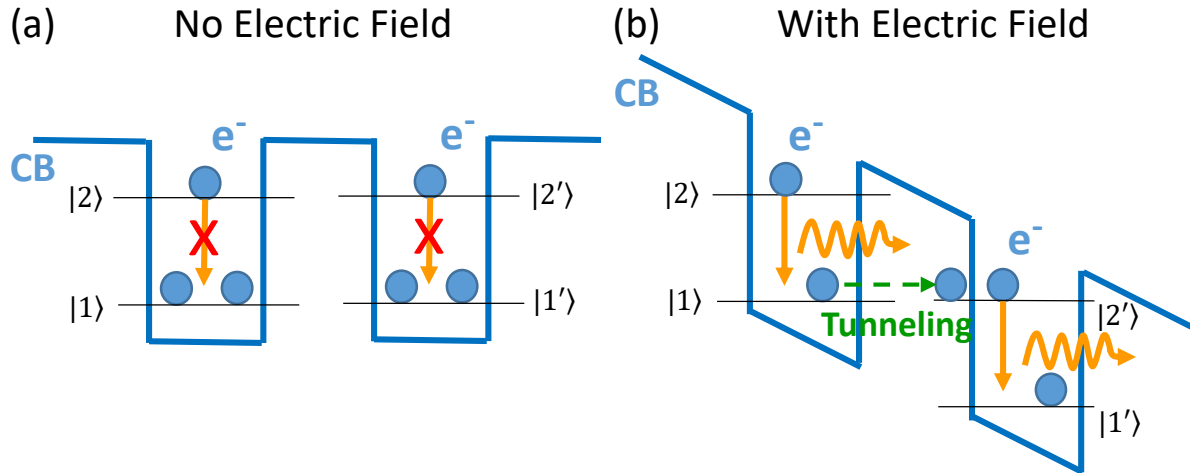 (a) No Electric Field
CB
e⁻
e⁻
|2⟩
|2′⟩
X
X
|1⟩
|1′⟩
(b) With Electric Field
CB
e⁻
|2⟩
e⁻
|1⟩
|2′⟩
Tunneling
|1′⟩